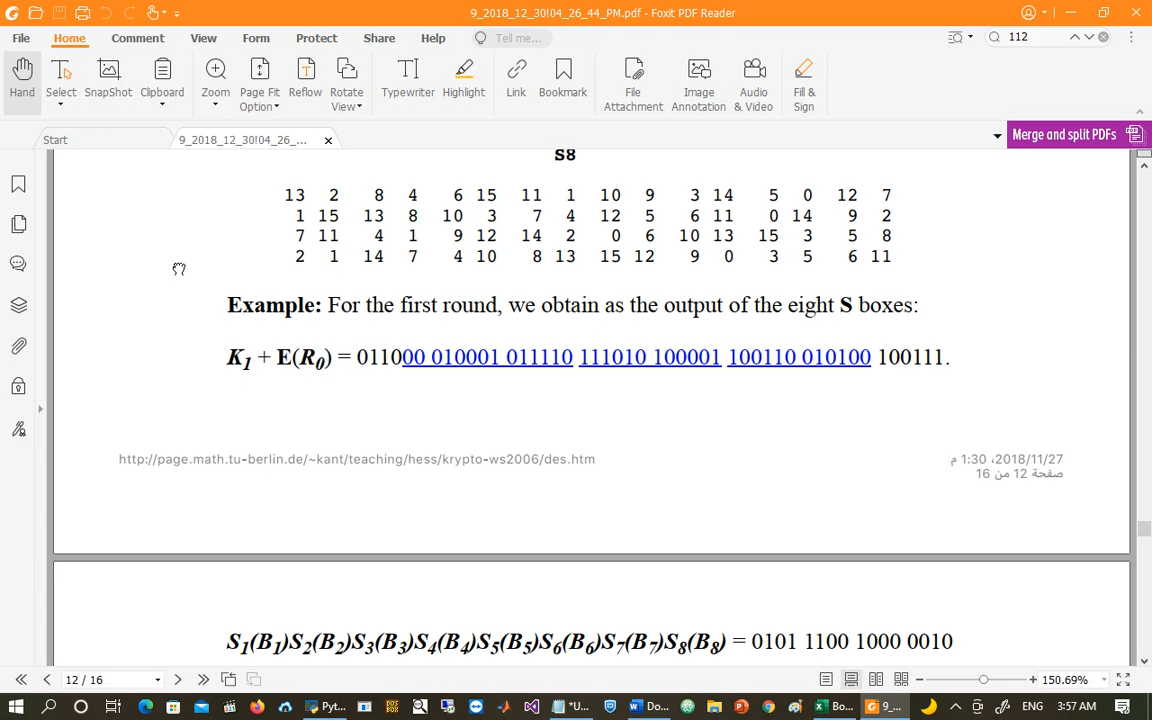 9_2018_12_30!04_26_44_PM.pdf - Foxit PDF Reader
File Home Comment View Form Protect Share Help Tell me... 112
Hand Select SnapShot Clipboard Zoom Page Fit Option Reflow Rotate View Typewriter Highlight Link Bookmark File Attachment Image Annotation Audio & Video Fill & Sign
Start 9_2018_12_30!04_26_... Merge and split PDFs
S8
13 2 8 4 6 15 11 1 10 9 3 14 5 0 12 7
1 15 13 8 10 3 7 4 12 5 6 11 0 14 9 2
7 11 4 1 9 12 14 2 0 6 10 13 15 3 5 8
2 1 14 7 4 10 8 13 15 12 9 0 3 5 6 11
Example: For the first round, we obtain as the output of the eight S boxes:
K1 + E(R0) = 011000 010001 011110 111010 100001 100110 010100 100111.
http://page.math.tu-berlin.de/~kant/teaching/hess/krypto-ws2006/des.htm
2018/11/27، 1:30 م
صفحة 12 من 16
S1(B1)S2(B2)S3(B3)S4(B4)S5(B5)S6(B6)S7(B7)S8(B8) = 0101 1100 1000 0010
12 / 16 150.69%
Pyt... *U... Do... Bo... 9_... ENG 3:57 AM